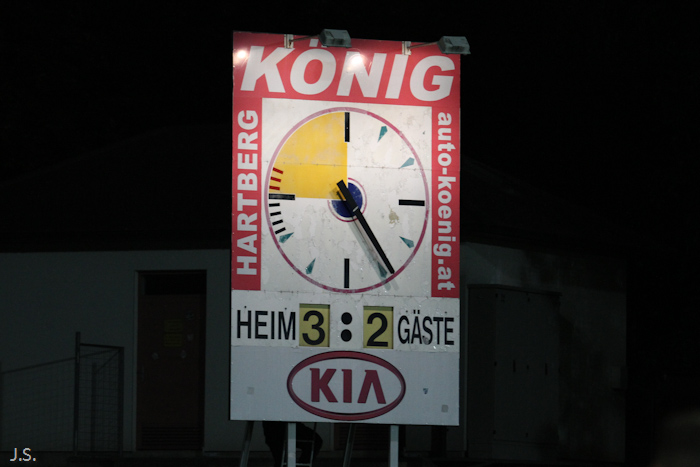 KÖNIG
HARTBERG
auto-koenig.at
HEIM 3:2 GÄSTE
KIA
J.S.